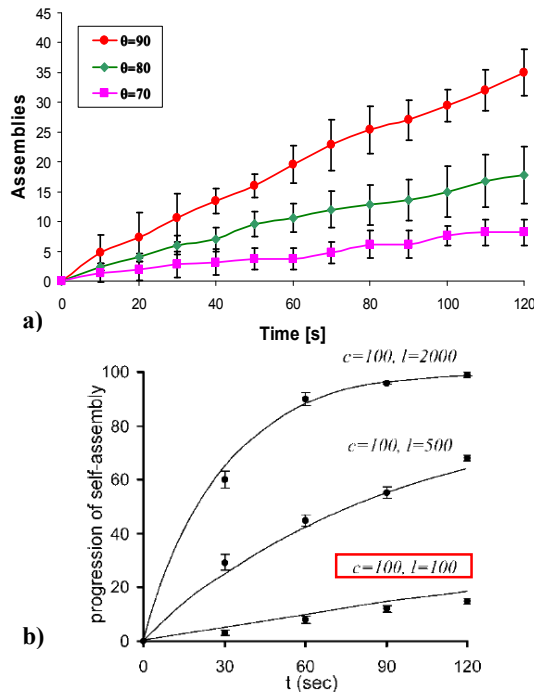 45
40
35
30
25
20
15
10
5
0
Assemblies
θ=90
θ=80
θ=70
0 20 40 60 80 100 120
Time [s]
a)
c=100, l=2000
100
80
60
40
20
0
progression of self-assembly
c=100, l=500
c=100, l=100
0 30 60 90 120
t (sec)
b)